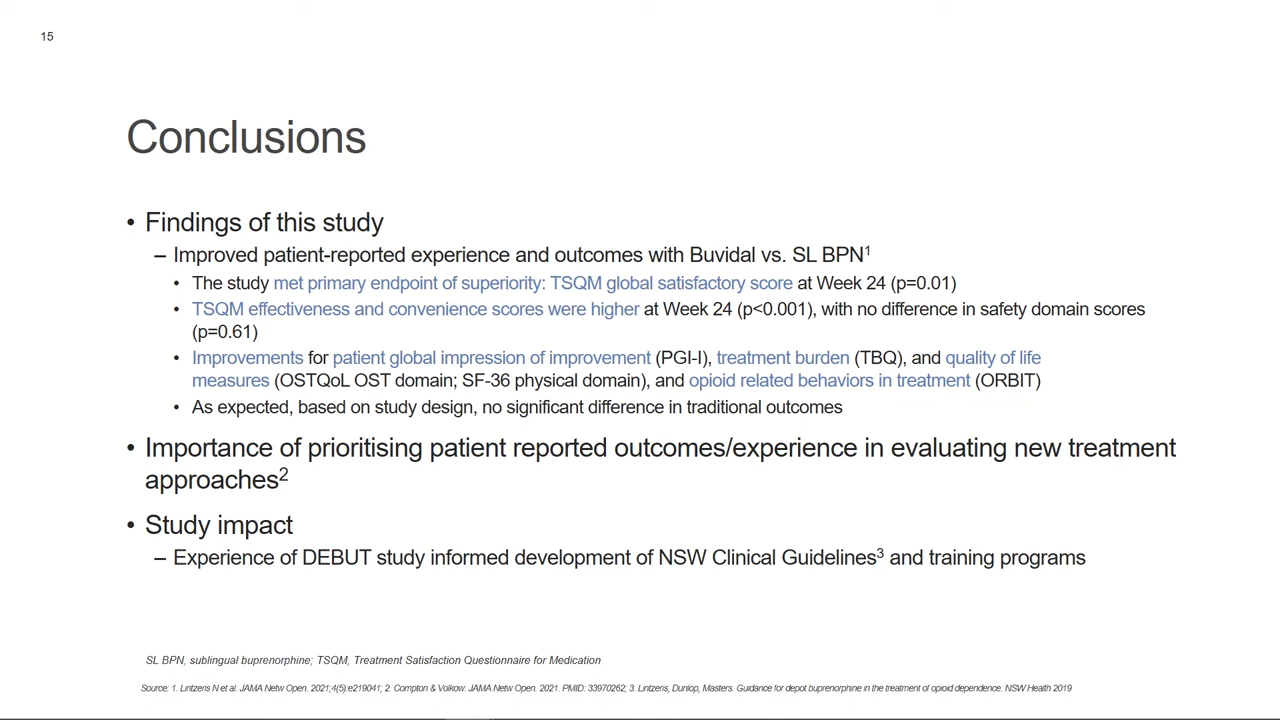 15
Conclusions
• Findings of this study
– Improved patient-reported experience and outcomes with Buvidal vs. SL BPN1
• The study met primary endpoint of superiority: TSQM global satisfactory score at Week 24 (p=0.01)
• TSQM effectiveness and convenience scores were higher at Week 24 (p<0.001), with no difference in safety domain scores
(p=0.61)
• Improvements for patient global impression of improvement (PGI-I), treatment burden (TBQ), and quality of life
measures (OSTQoL OST domain; SF-36 physical domain), and opioid related behaviors in treatment (ORBIT)
• As expected, based on study design, no significant difference in traditional outcomes
• Importance of prioritising patient reported outcomes/experience in evaluating new treatment
approaches2
• Study impact
– Experience of DEBUT study informed development of NSW Clinical Guidelines3 and training programs
SL BPN, sublingual buprenorphine; TSQM, Treatment Satisfaction Questionnaire for Medication
Source: 1. Lintzens N et al. JAMA Netw Open. 2021;4(5):e219041; 2. Compton & Volkow. JAMA Netw Open. 2021. PMID: 33970262; 3. Lintzens, Dunlop, Masters. Guidance for depot buprenorphine in the treatment of opioid dependence. NSW Health 2019